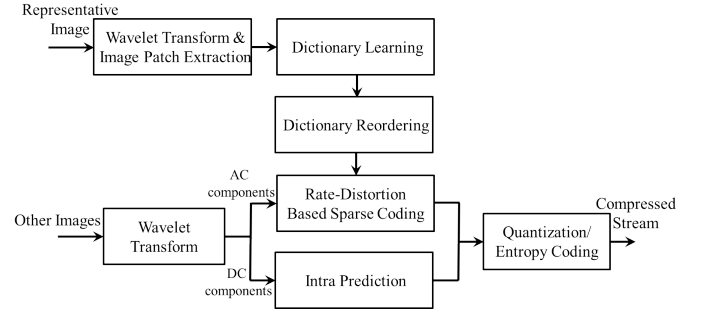 Representative
Image
Wavelet Transform &
Image Patch Extraction
Dictionary Learning
Dictionary Reordering
AC
components
Rate-Distortion
Based Sparse Coding
Other Images
Wavelet
Transform
DC
components
Intra Prediction
Quantization/
Entropy Coding
Compressed
Stream